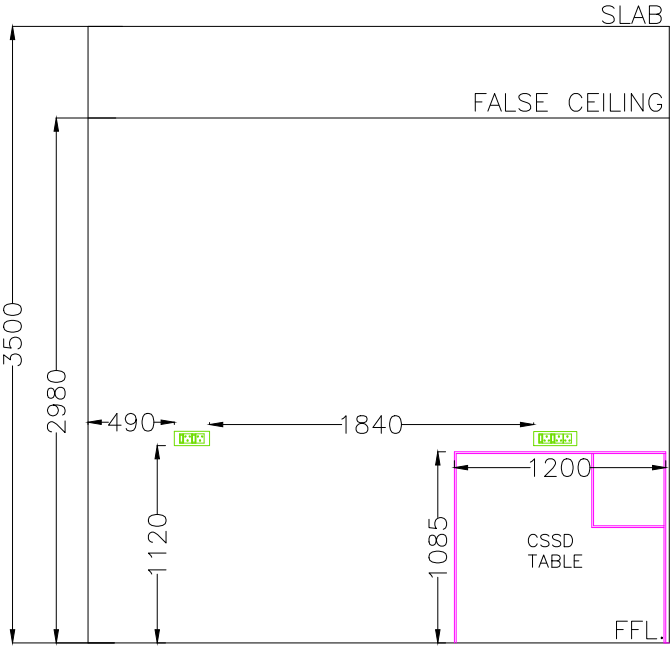 SLAB
FALSE CEILING
3500
2980
490
1840
1200
1120
1085
CSSD
TABLE
FFL.